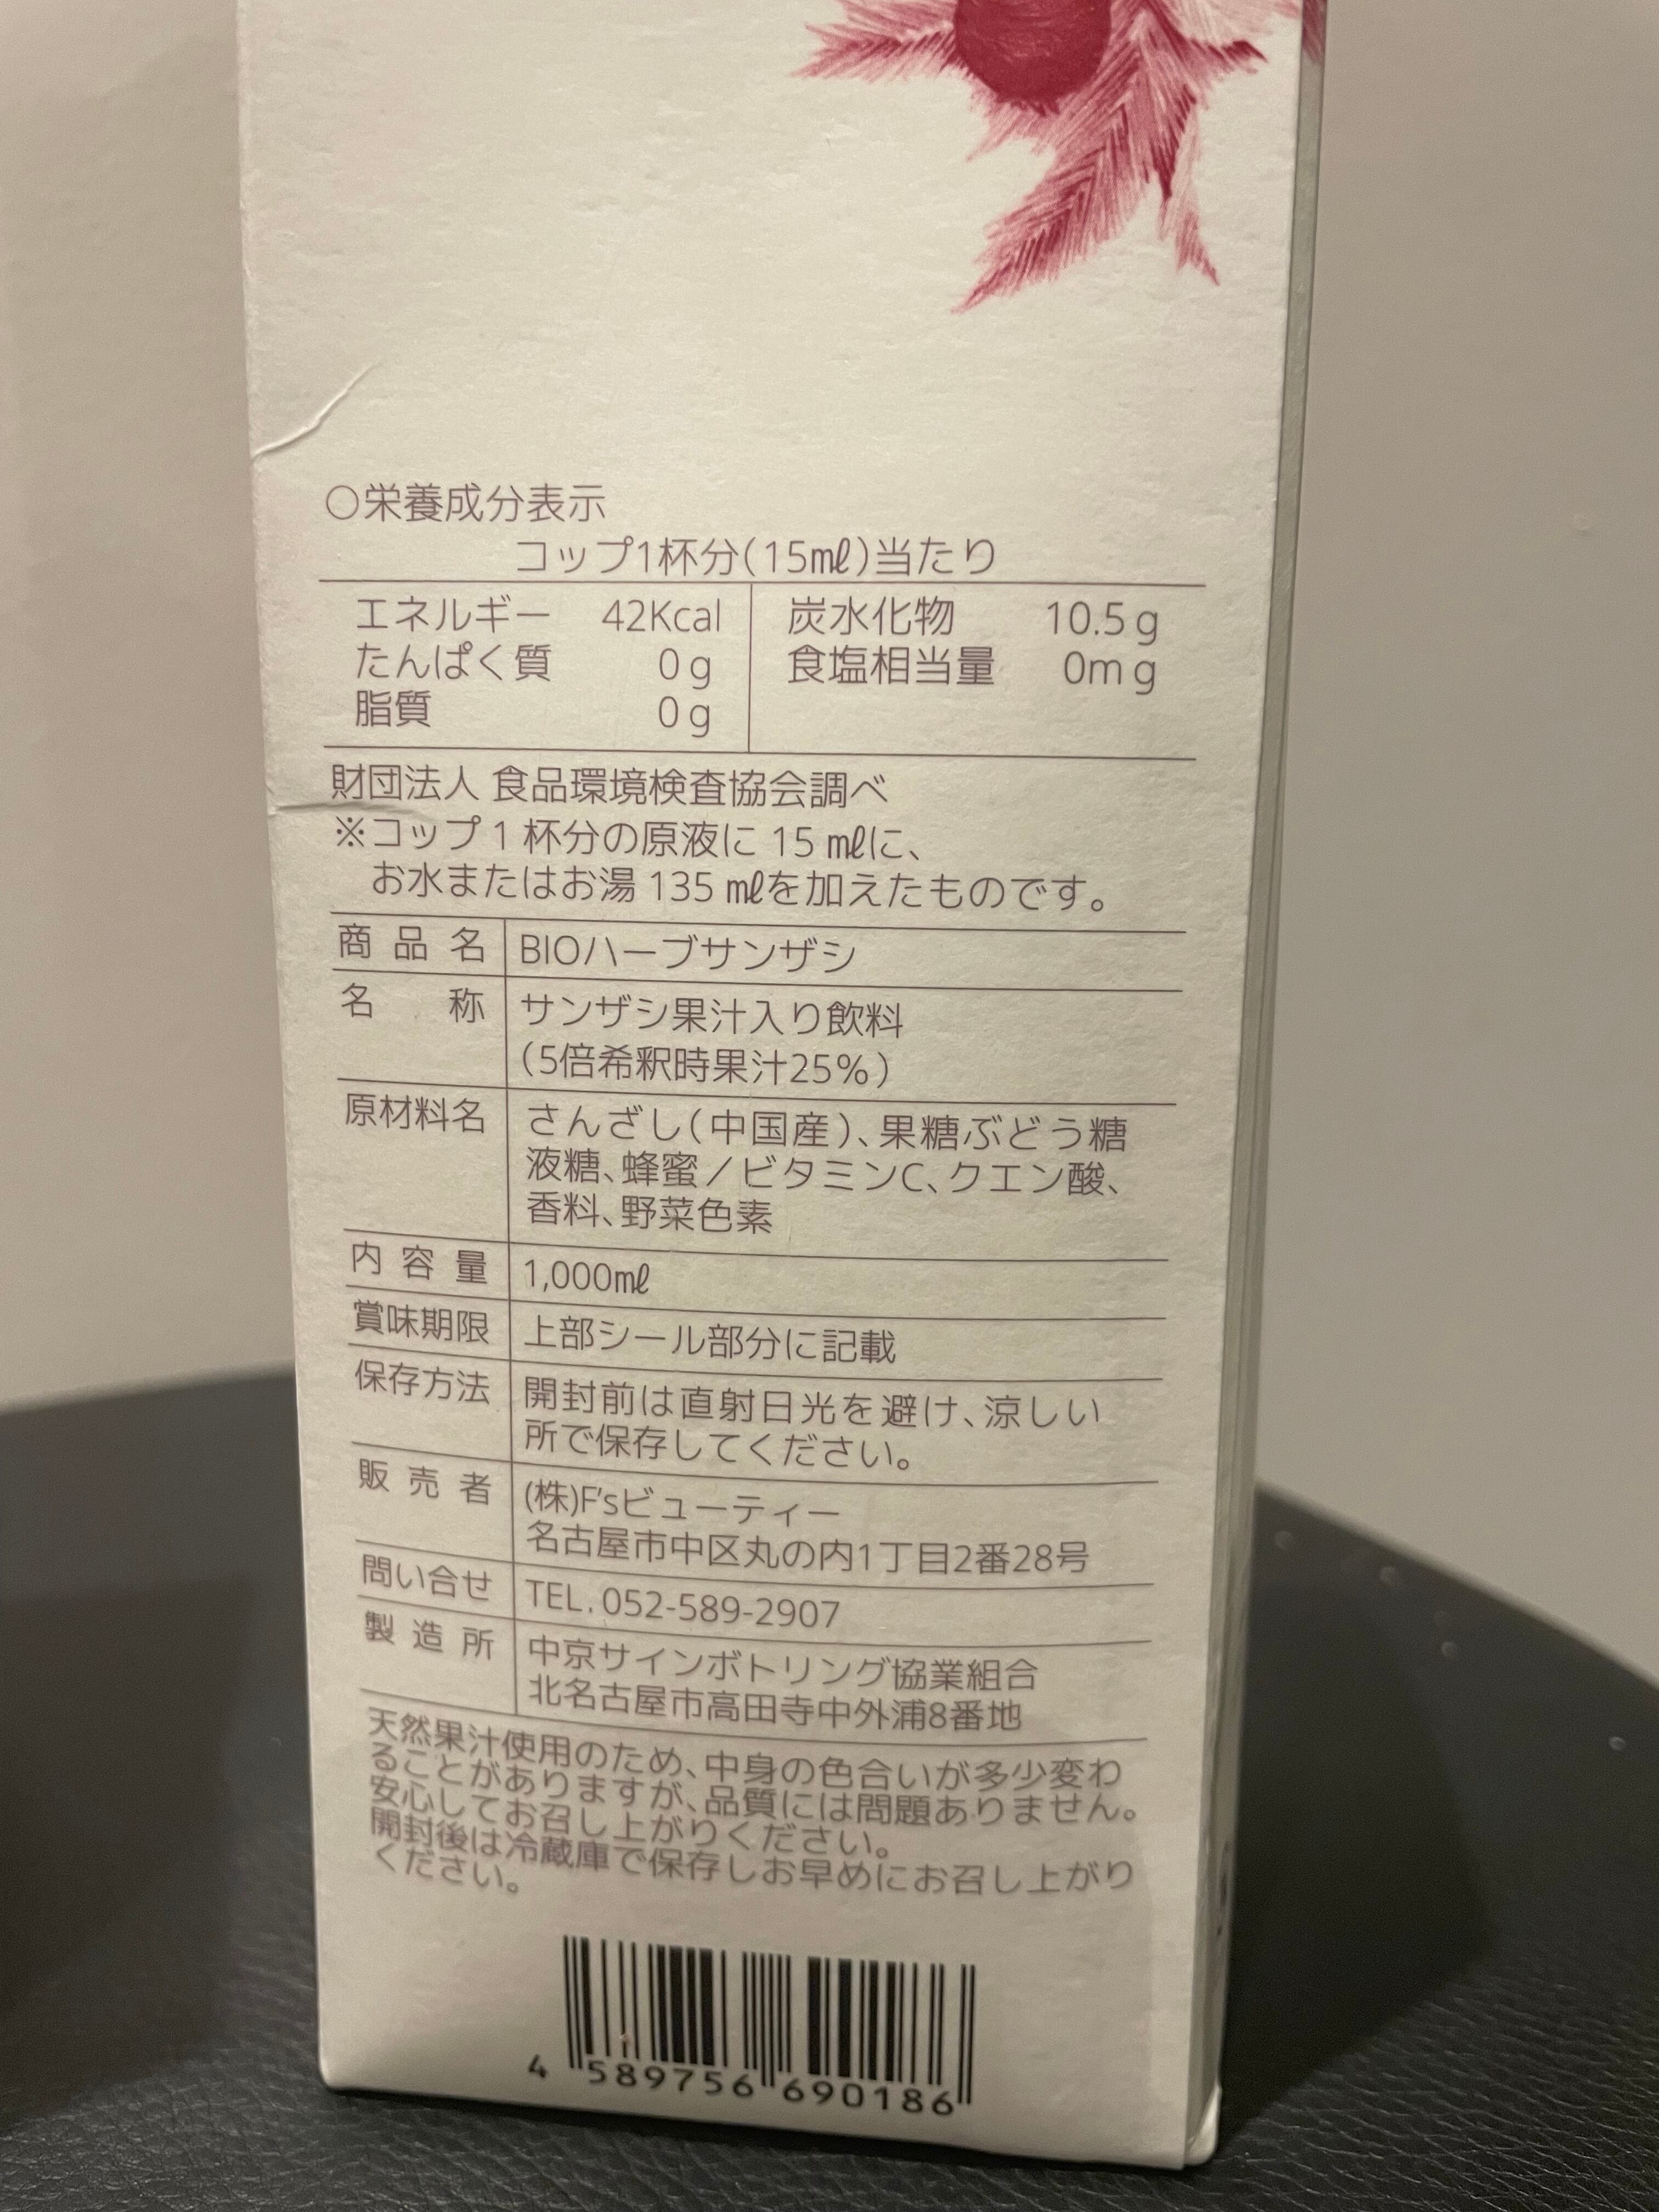 ○栄養成分表示
コップ1杯分(15㎖)当たり
エネルギー 42Kcal 炭水化物 10.5g
たんぱく質 0g 食塩相当量 0mg
脂質 0g
財団法人 食品環境検査協会調べ
※コップ1杯分の原液に 15 ㎖に、
お水またはお湯 135 ㎖を加えたものです。
商品名 BIOハーブサンザシ
名称 サンザシ果汁入り飲料
(5倍希釈時果汁25%)
原材料名 さんざし(中国産)、果糖ぶどう糖
液糖、蜂蜜/ビタミンC、クエン酸、
香料、野菜色素
内容量 1,000㎖
賞味期限 上部シール部分に記載
保存方法 開封前は直射日光を避け、涼しい
所で保存してください。
販売者 (株)F'sビューティー
名古屋市中区丸の内1丁目2番28号
問い合せ TEL.052-589-2907
製造所 中京サインボトリング協業組合
北名古屋市高田寺中外浦8番地
天然果汁使用のため、中身の色合いが多少変わ
ることがありますが、品質には問題ありません。
安心してお召し上がりください。
開封後は冷蔵庫で保存しお早めにお召し上がり
ください。
4 589756 690186